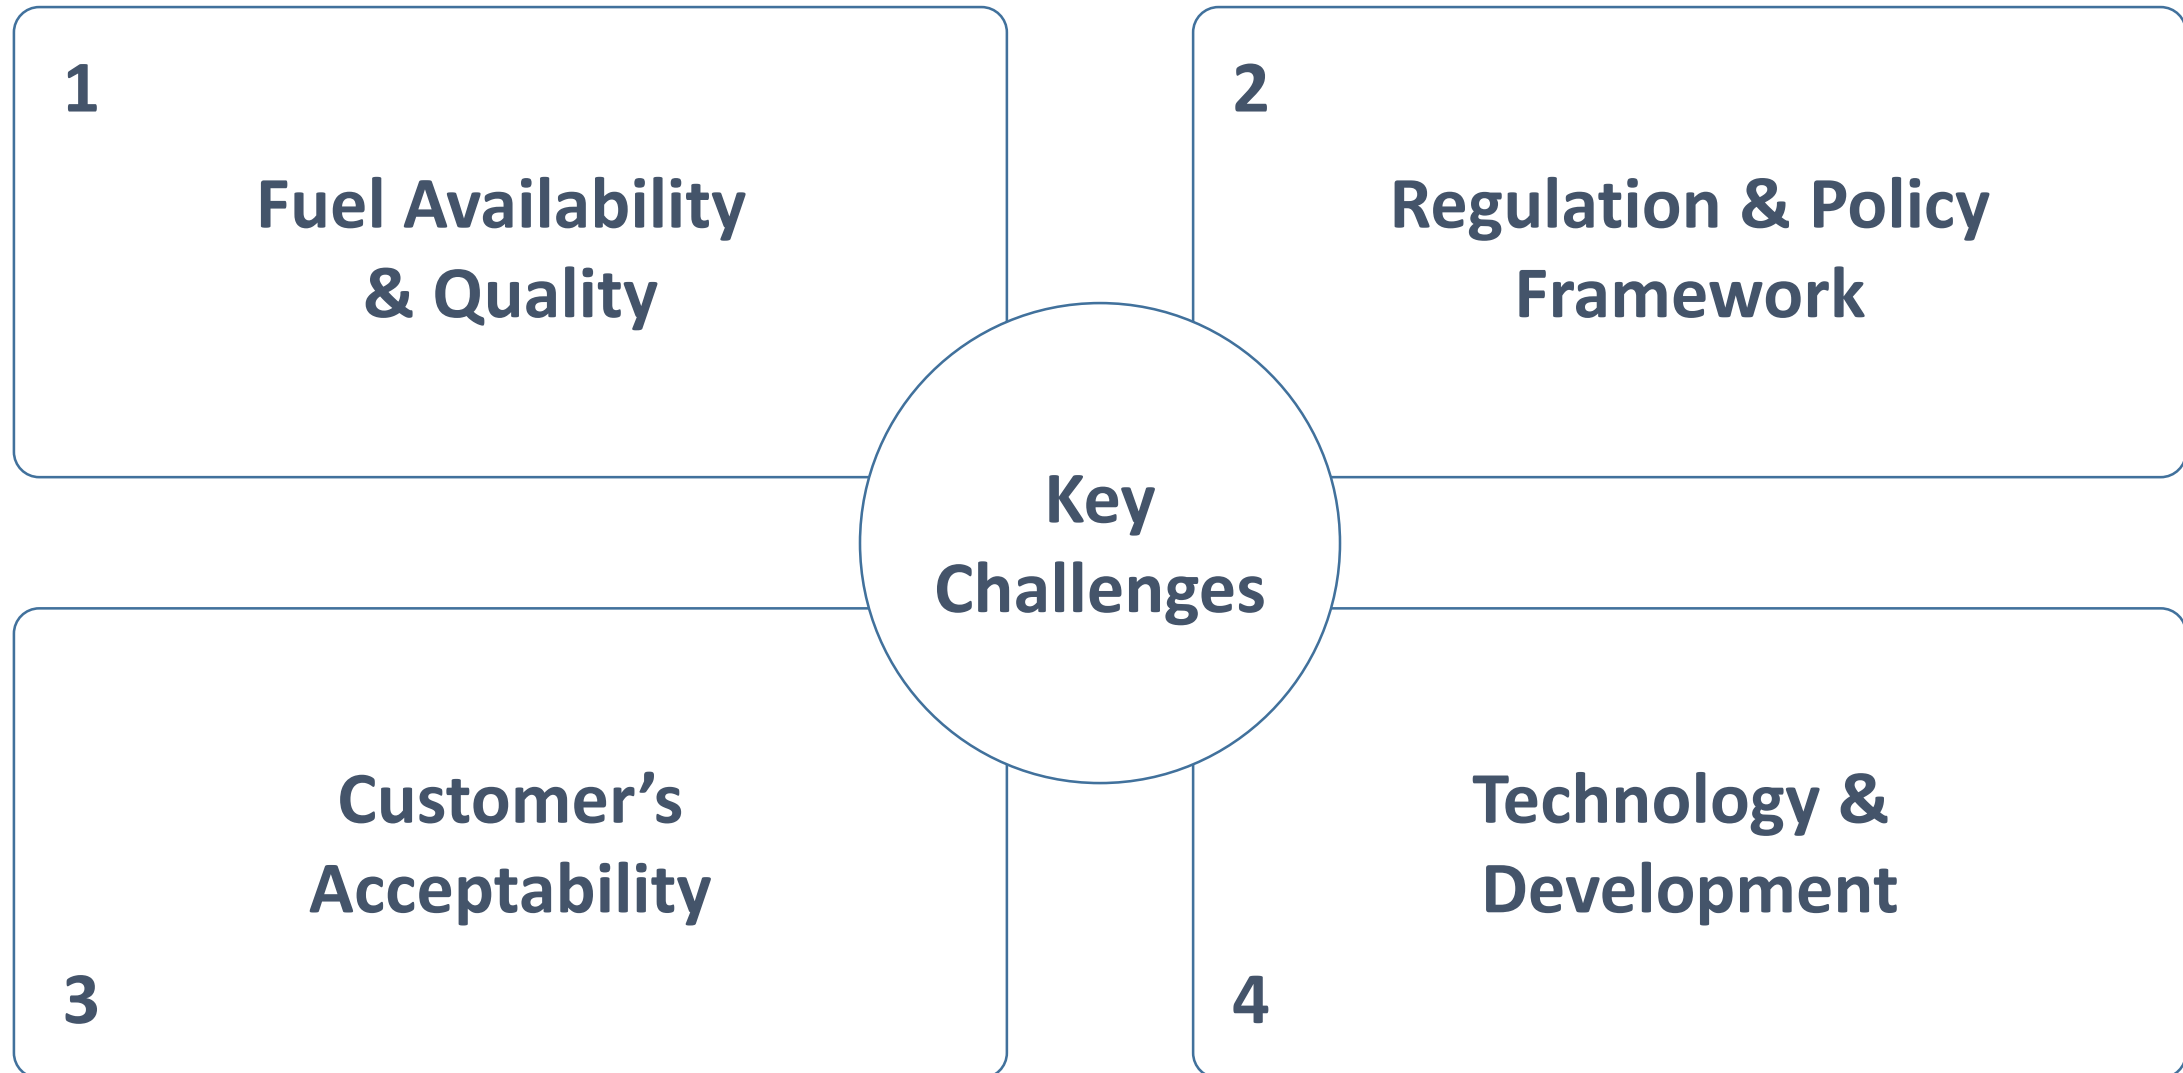 1
Fuel Availability
& Quality
2
Regulation & Policy
Framework
Key
Challenges
Customer’s
Acceptability
3
Technology &
Development
4